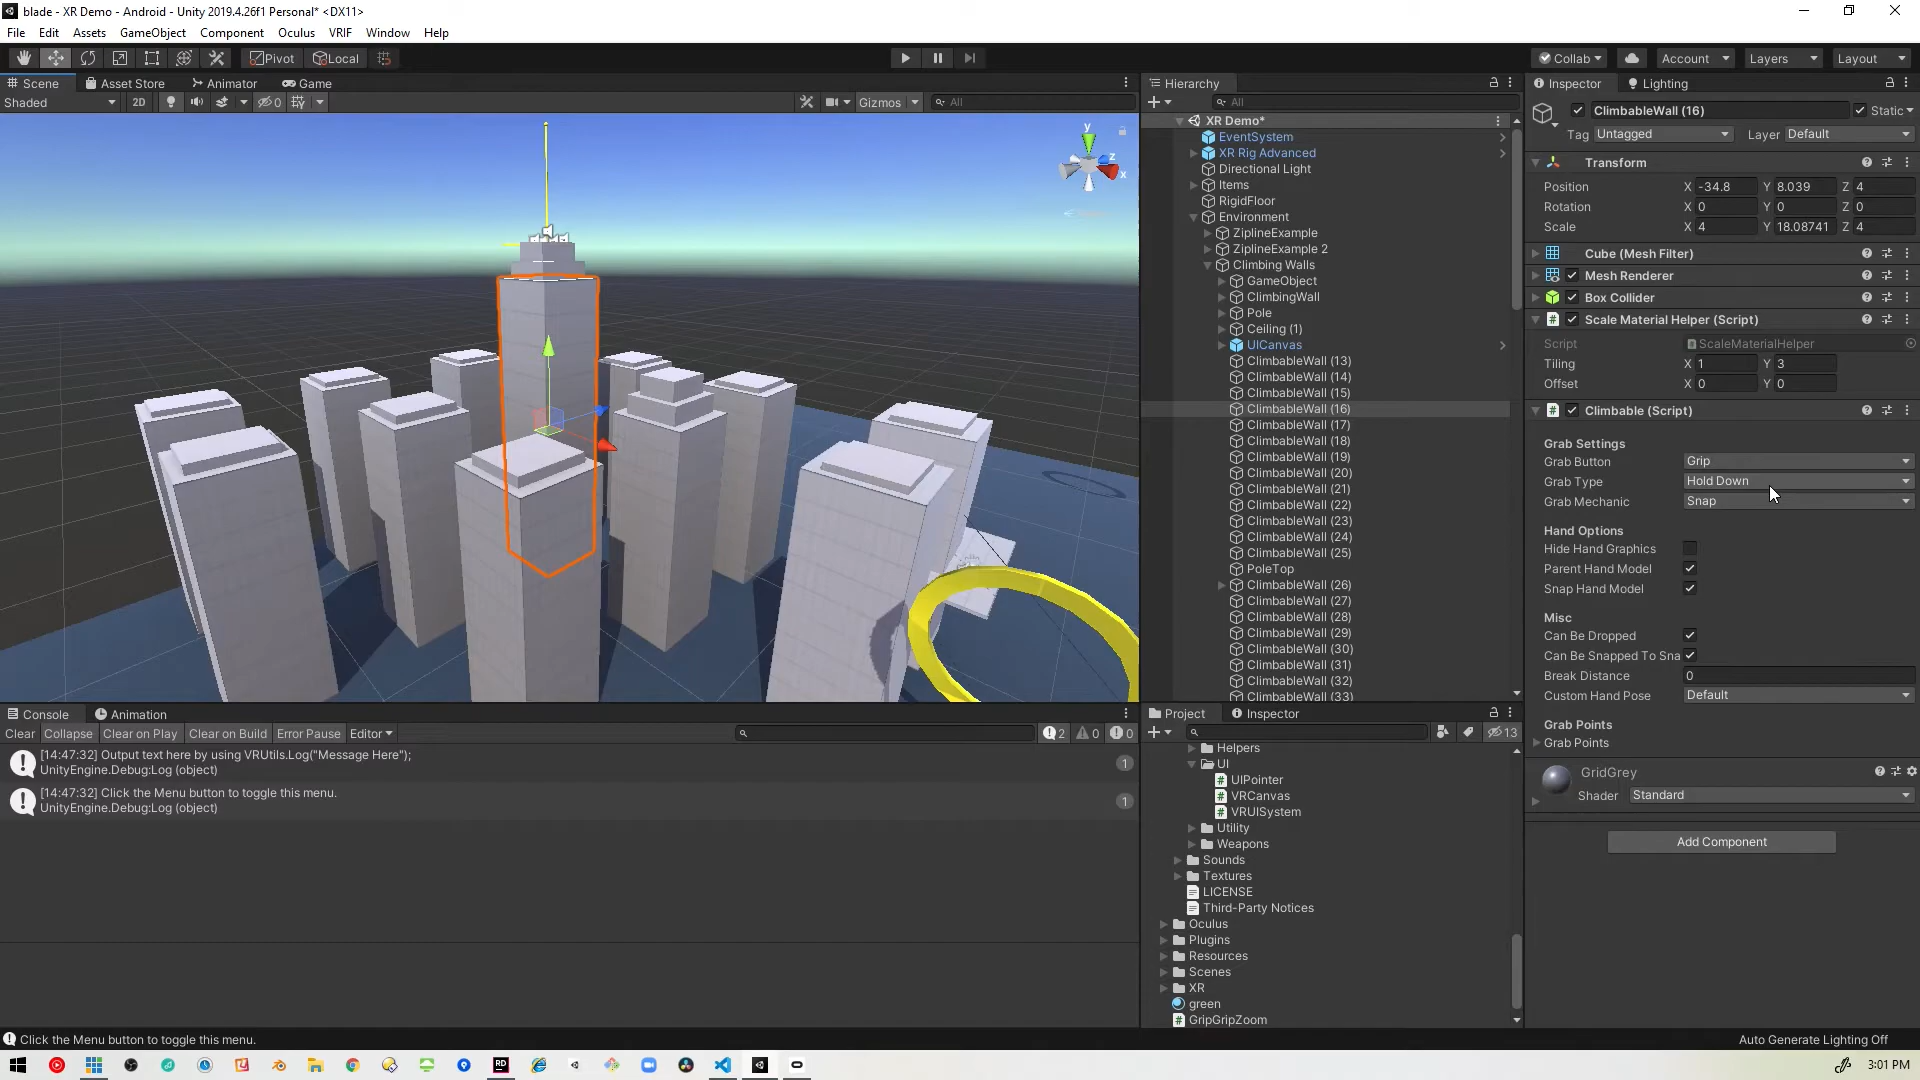 blade - XR Demo - Android - Unity 2019.4.26f1 Personal* <DX11>
File Edit Assets GameObject Component Oculus VRIF Window Help
Pivot Local Collab Account Layers Layout
Scene Asset Store Animator Game
Shaded 2D 0 Gizmos All
y
z
x
Hierarchy
All
XR Demo*
EventSystem
XR Rig Advanced
Directional Light
Items
RigidFloor
Environment
ZiplineExample
ZiplineExample 2
Climbing Walls
GameObject
ClimbingWall
Pole
Ceiling (1)
UICanvas
ClimbableWall (13)
ClimbableWall (14)
ClimbableWall (15)
ClimbableWall (16)
ClimbableWall (17)
ClimbableWall (18)
ClimbableWall (19)
ClimbableWall (20)
ClimbableWall (21)
ClimbableWall (22)
ClimbableWall (23)
ClimbableWall (24)
ClimbableWall (25)
PoleTop
ClimbableWall (26)
ClimbableWall (27)
ClimbableWall (28)
ClimbableWall (29)
ClimbableWall (30)
ClimbableWall (31)
ClimbableWall (32)
ClimbableWall (33)
Inspector Lighting
ClimbableWall (16) Static
Tag Untagged Layer Default
Transform
Position X -34.8 Y 8.039 Z 4
Rotation X 0 Y 0 Z 0
Scale X 4 Y 18.08741 Z 4
Cube (Mesh Filter)
Mesh Renderer
Box Collider
Scale Material Helper (Script)
Script ScaleMaterialHelper
Tiling X 1 Y 3
Offset X 0 Y 0
Climbable (Script)
Grab Settings
Grab Button Grip
Grab Type Hold Down
Grab Mechanic Snap
Hand Options
Hide Hand Graphics
Parent Hand Model
Snap Hand Model
Misc
Can Be Dropped
Can Be Snapped To Sna
Break Distance 0
Custom Hand Pose Default
Grab Points
Grab Points
GridGrey
Shader Standard
Add Component
Console Animation
Clear Collapse Clear on Play Clear on Build Error Pause Editor 2 0 0
[14:47:32] Output text here by using VRUtils.Log("Message Here");
UnityEngine.Debug:Log (object)
1
[14:47:32] Click the Menu button to toggle this menu.
UnityEngine.Debug:Log (object)
1
Project Inspector
13
Helpers
UI
UIPointer
VRCanvas
VRUISystem
Utility
Weapons
Sounds
Textures
LICENSE
Third-Party Notices
Oculus
Plugins
Resources
Scenes
XR
green
GripGripZoom
Click the Menu button to toggle this menu.
Auto Generate Lighting Off
RD
3:01 PM